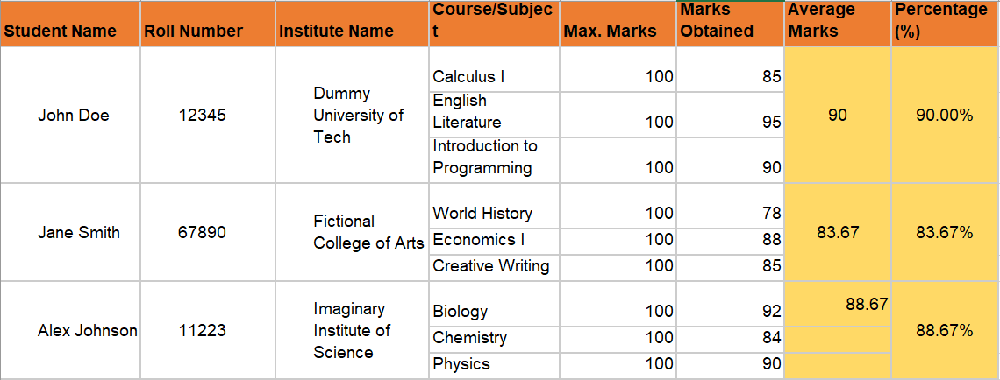 Student Name Roll Number Institute Name Course/Subjec
t Max. Marks Marks
Obtained Average
Marks Percentage
(%)
John Doe 12345 Dummy
University of
Tech
Calculus I 100 85
English
Literature 100 95
Introduction to
Programming 100 90
90 90.00%
Jane Smith 67890 Fictional
College of Arts
World History 100 78
Economics I 100 88
Creative Writing 100 85
83.67 83.67%
Alex Johnson 11223 Imaginary
Institute of
Science
Biology 100 92 88.67
Chemistry 100 84
Physics 100 90
88.67%